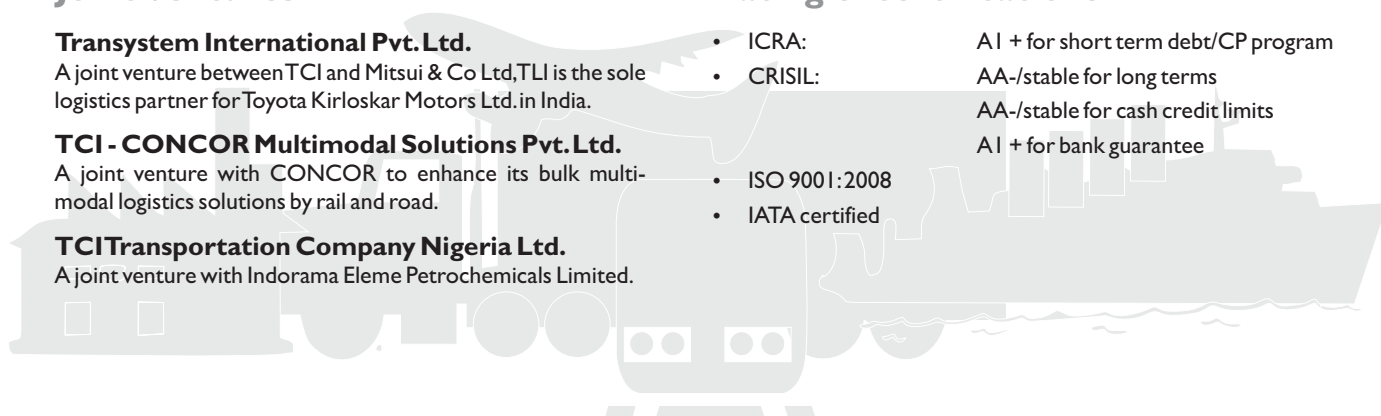 Transystem International Pvt. Ltd.
A joint venture between TCI and Mitsui & Co Ltd, TLI is the sole
logistics partner for Toyota Kirloskar Motors Ltd. in India.
TCI - CONCOR Multimodal Solutions Pvt. Ltd.
A joint venture with CONCOR to enhance its bulk multi-
modal logistics solutions by rail and road.
TCI Transportation Company Nigeria Ltd.
A joint venture with Indorama Eleme Petrochemicals Limited.
• ICRA: A1 + for short term debt/CP program
• CRISIL: AA-/stable for long terms
AA-/stable for cash credit limits
A1 + for bank guarantee
• ISO 9001:2008
• IATA certified